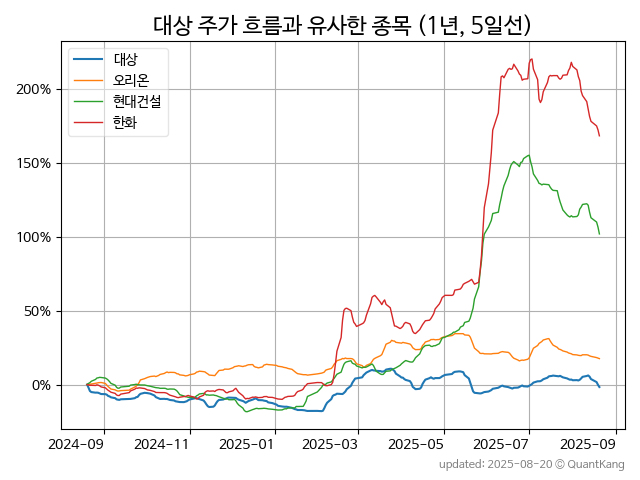 대상 주가 흐름과 유사한 종목 (1년, 5일선)
대상
오리온
현대건설
한화
200%
150%
100%
50%
0%
2024-09 2024-11 2025-01 2025-03 2025-05 2025-07 2025-09
updated: 2025-08-20 © QuantKang